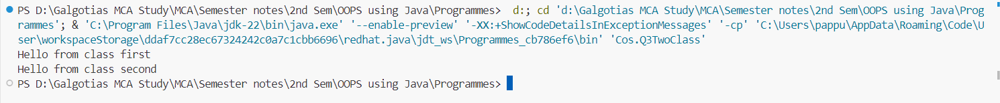 PS D:\Galgotias MCA Study\MCA\Semester notes\2nd Sem\OOPS using Java\Programmes>  d:; cd 'd:\Galgotias MCA Study\MCA\Semester notes\2nd Sem\OOPS using Java\Prog
rammes'; & 'C:\Program Files\Java\jdk-22\bin\java.exe' '--enable-preview' '-XX:+ShowCodeDetailsInExceptionMessages' '-cp' 'C:\Users\pappu\AppData\Roaming\Code\U
ser\workspaceStorage\ddaf7cc28ec67324242c0a7c1cbb6696\redhat.java\jdt_ws\Programmes_cb786ef6\bin' 'Cos.Q3TwoClass'
Hello from class first
Hello from class second
PS D:\Galgotias MCA Study\MCA\Semester notes\2nd Sem\OOPS using Java\Programmes>